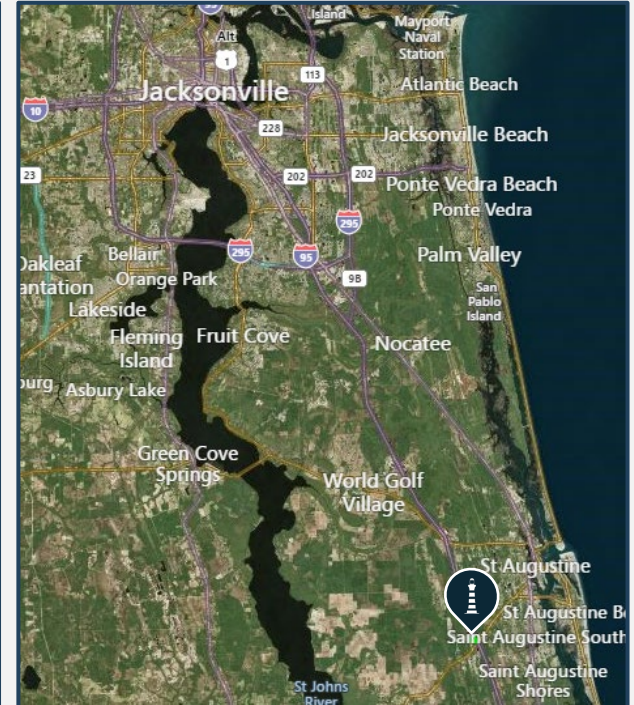 Island
Mayport
Naval
Station
Alt
1
113
Jacksonville
Atlantic Beach
10
228
Jacksonville Beach
23
202
202
Ponte Vedra Beach
Ponte Vedra
295
Bellair
295
95
Palm Valley
Oakleaf
antation
Orange Park
9B
San
Pablo
Island
Lakeside
Fleming
Island
Fruit Cove
Nocatee
burg
Asbury Lake
Green Cove
Springs
World Golf
Village
St Augustine
St Augustine B
Saint Augustine South
Saint Augustine
Shores
St Johns
River